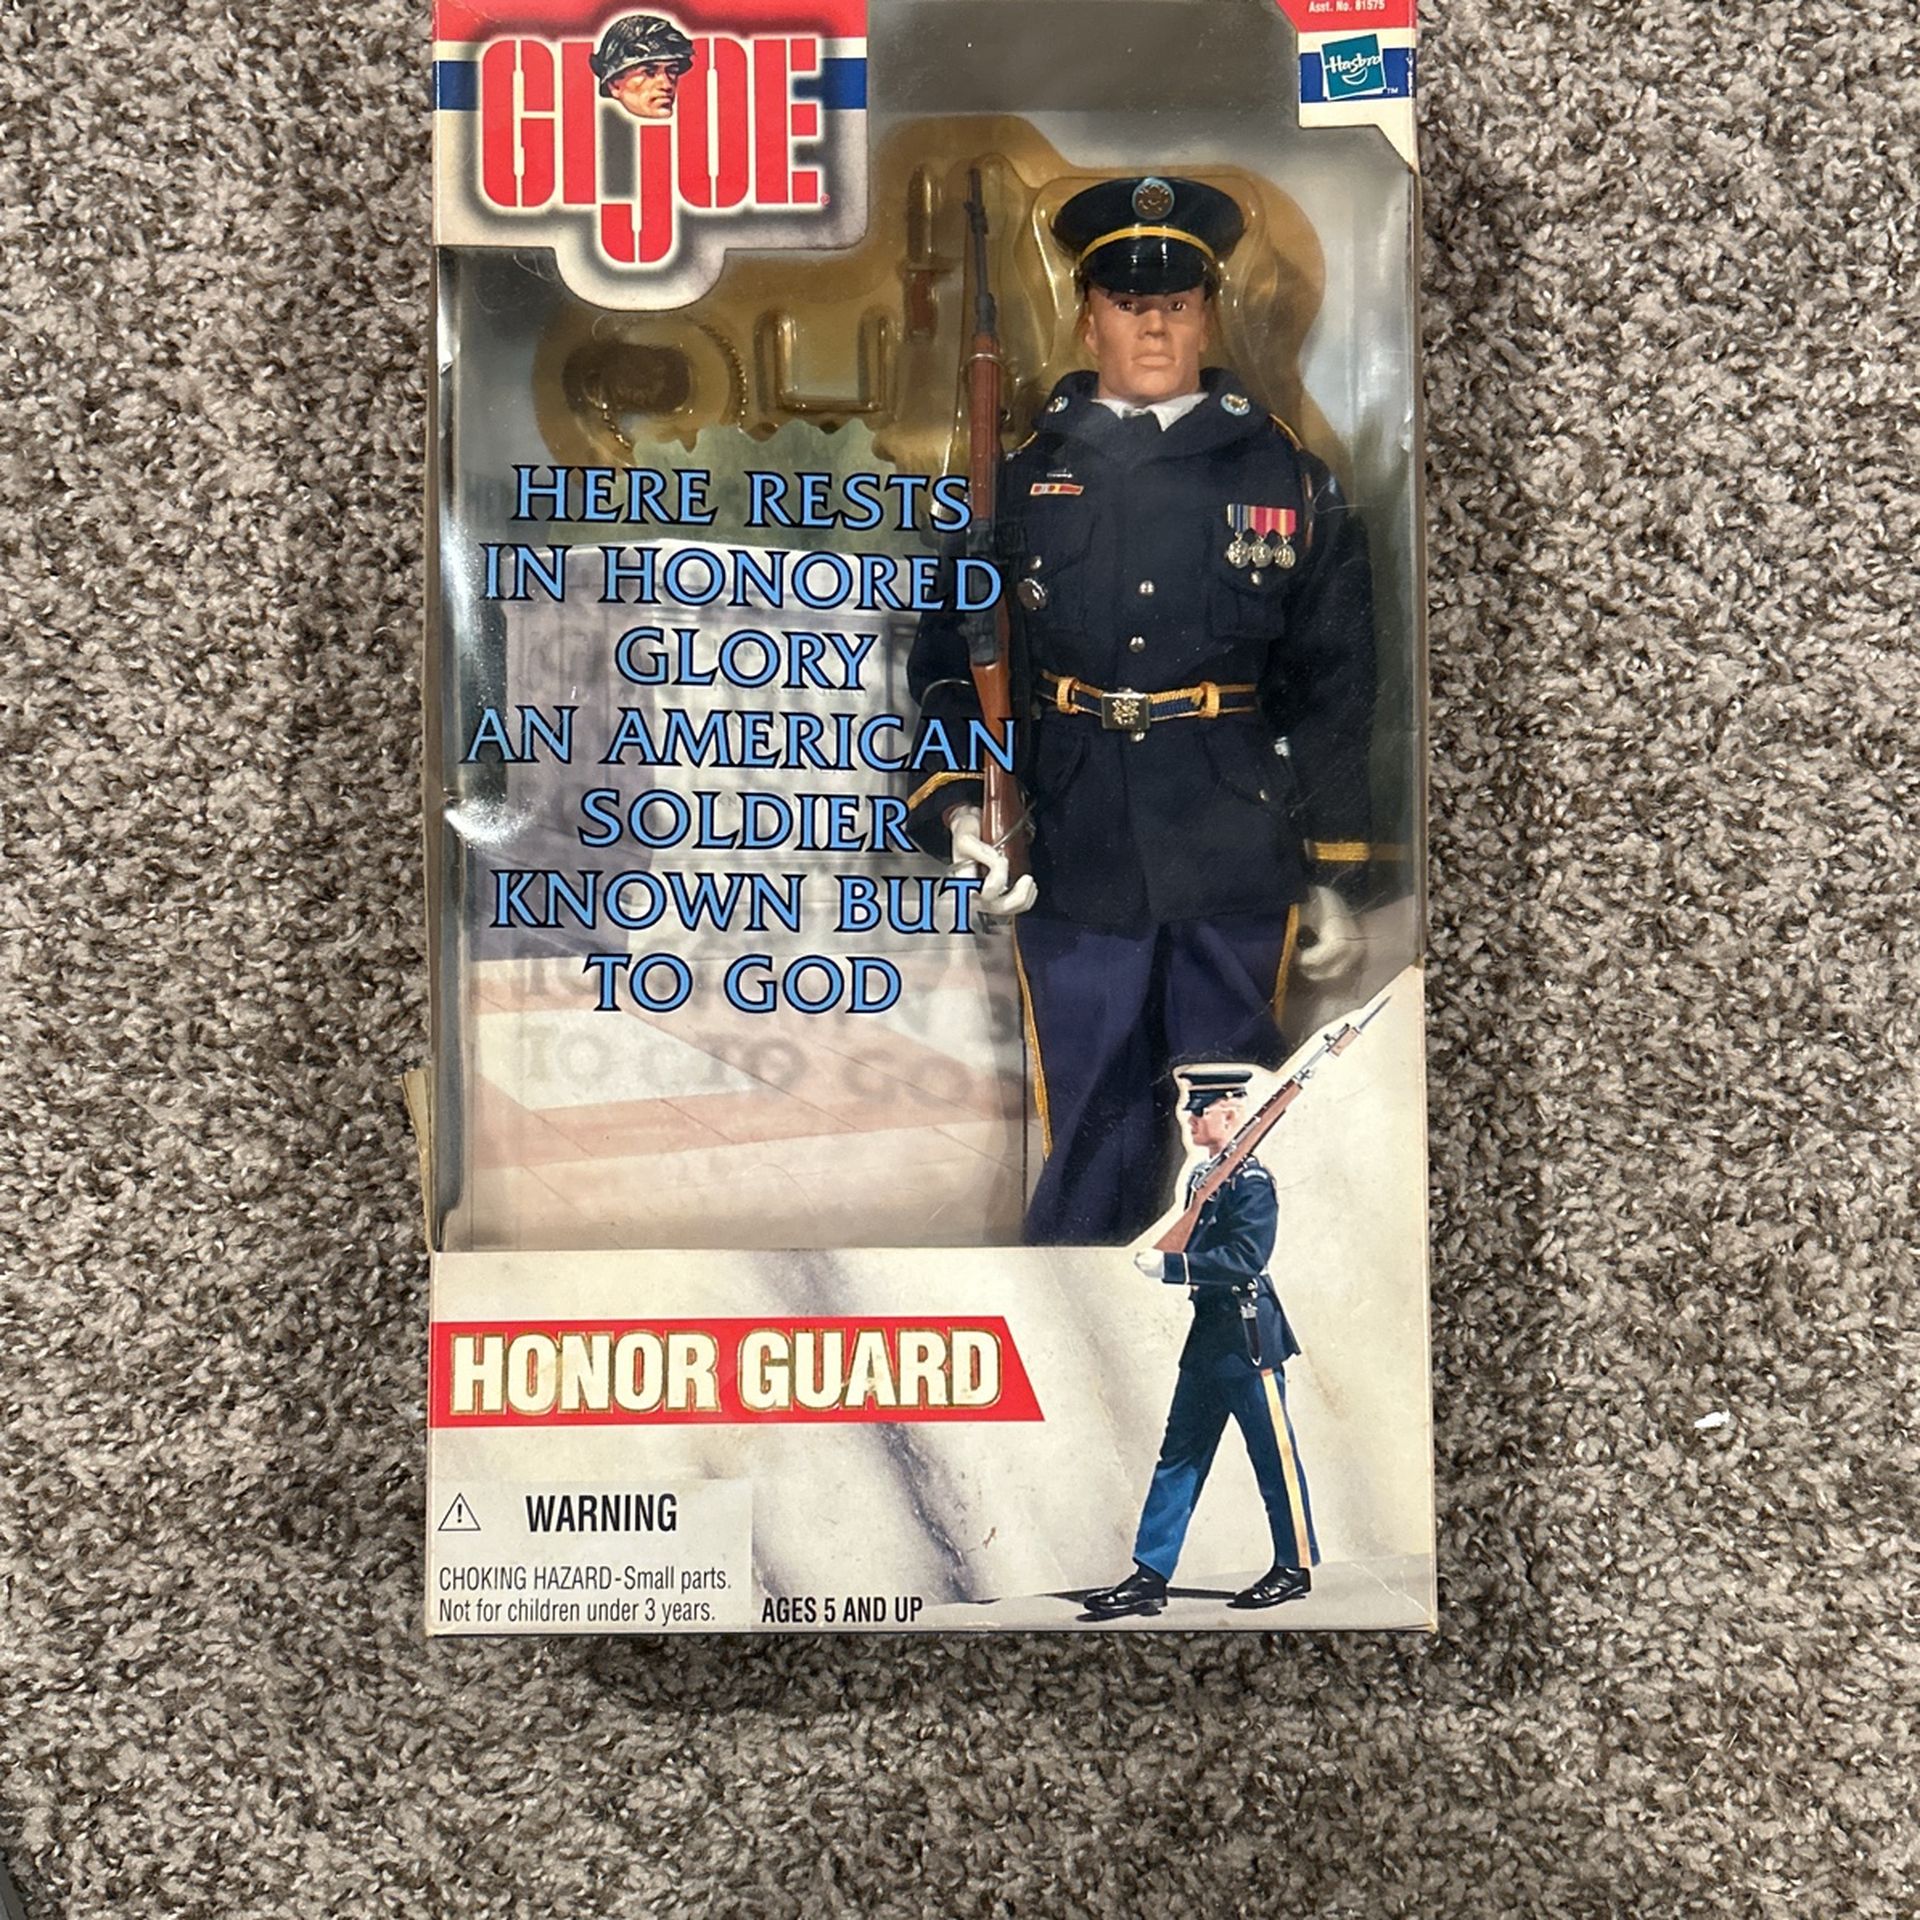 Asst. No. 81575
GI JOE
Hasbro
HERE RESTS
IN HONORED
GLORY
AN AMERICAN
SOLDIER
KNOWN BUT
TO GOD
HONOR GUARD
WARNING
CHOKING HAZARD-Small parts.
Not for children under 3 years.
AGES 5 AND UP